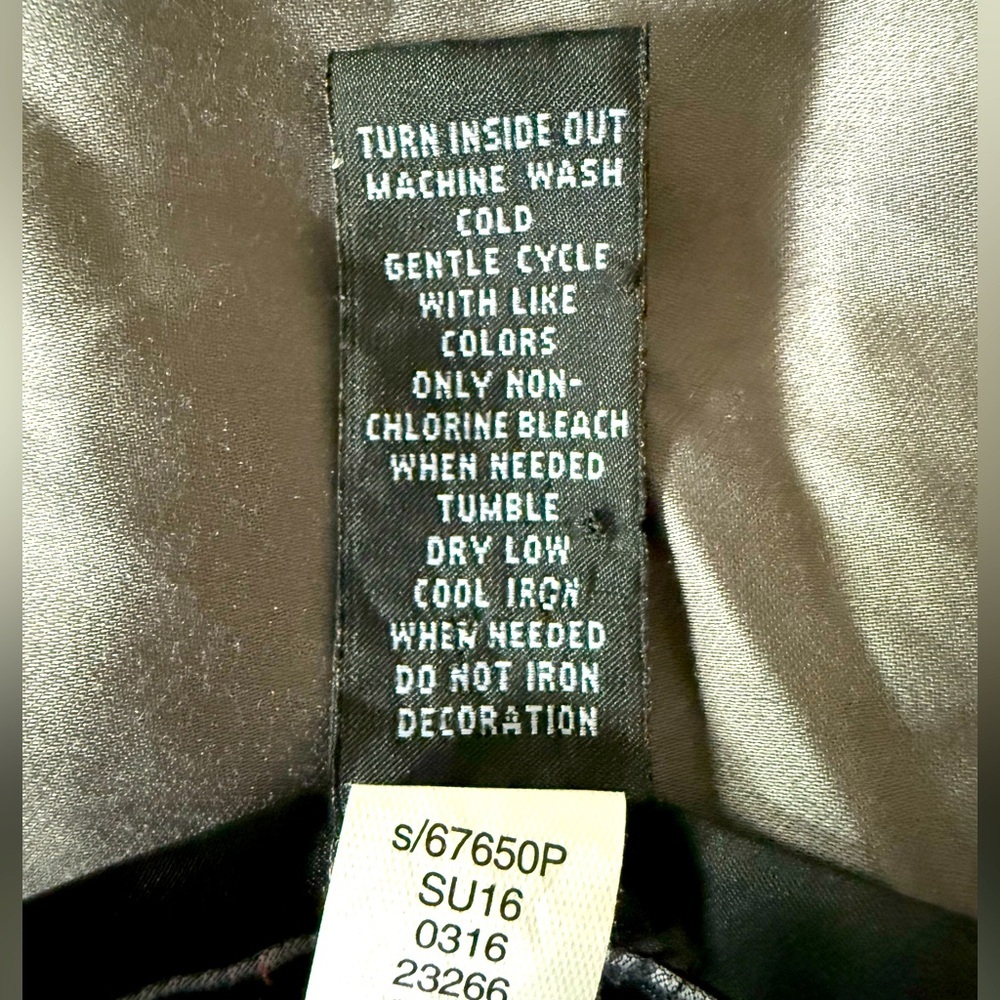 TURN INSIDE OUT
MACHINE WASH
COLD
GENTLE CYCLE
WITH LIKE
COLORS
ONLY NON-
CHLORINE BLEACH
WHEN NEEDED
TUMBLE
DRY LOW
COOL IRON
WHEN NEEDED
DO NOT IRON
DECORATION
s/67650P
SU16
0316
23266